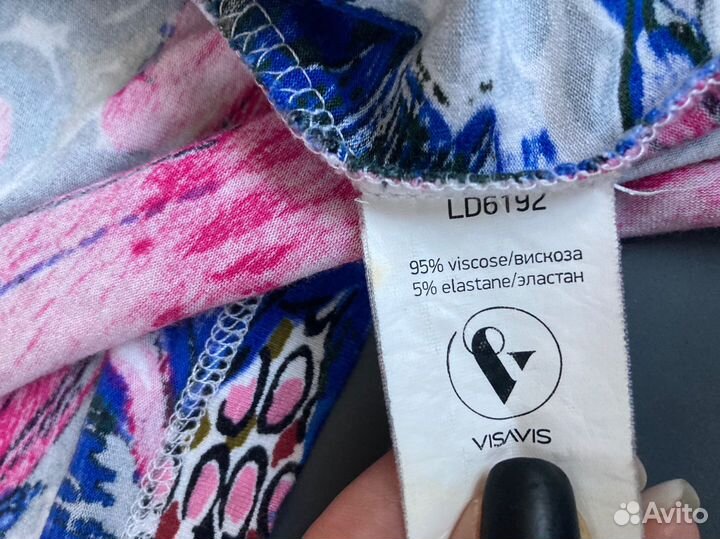 LD6192
95% viscose/вискоза
5% elastane/эластан
VISAVIS
Avito